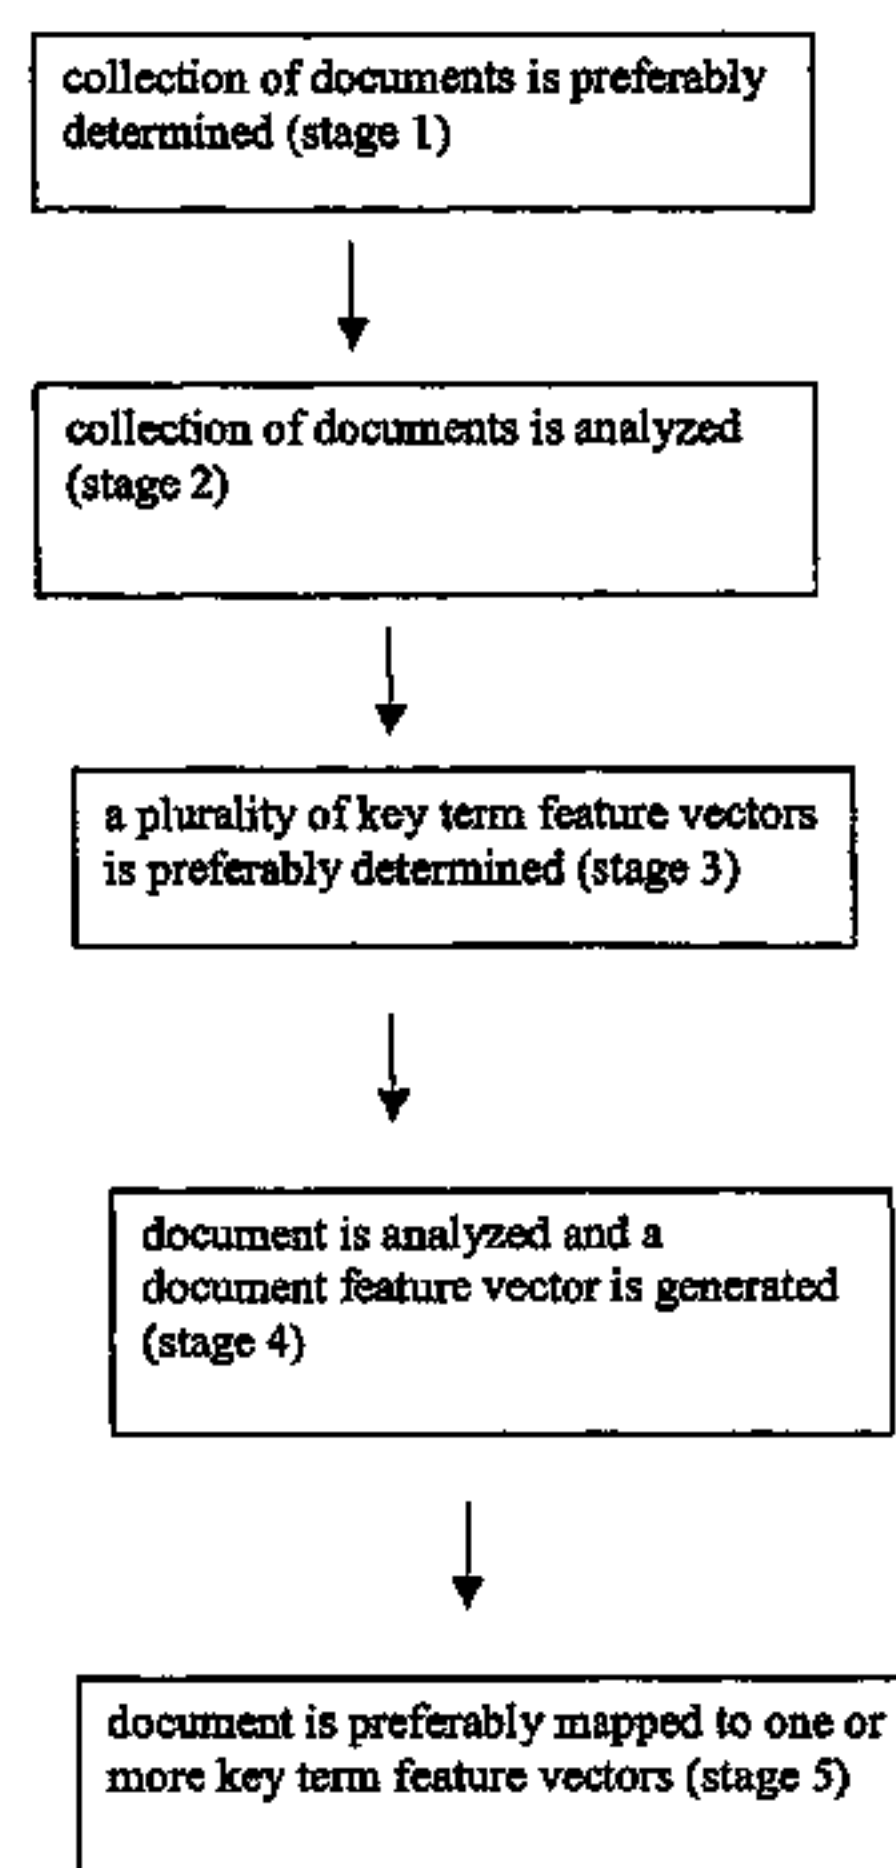 collection of documents is preferably
determined (stage 1)
collection of documents is analyzed
(stage 2)
a plurality of key term feature vectors
is preferably determined (stage 3)
document is analyzed and a
document feature vector is generated
(stage 4)
document is preferably mapped to one or
more key term feature vectors (stage 5)